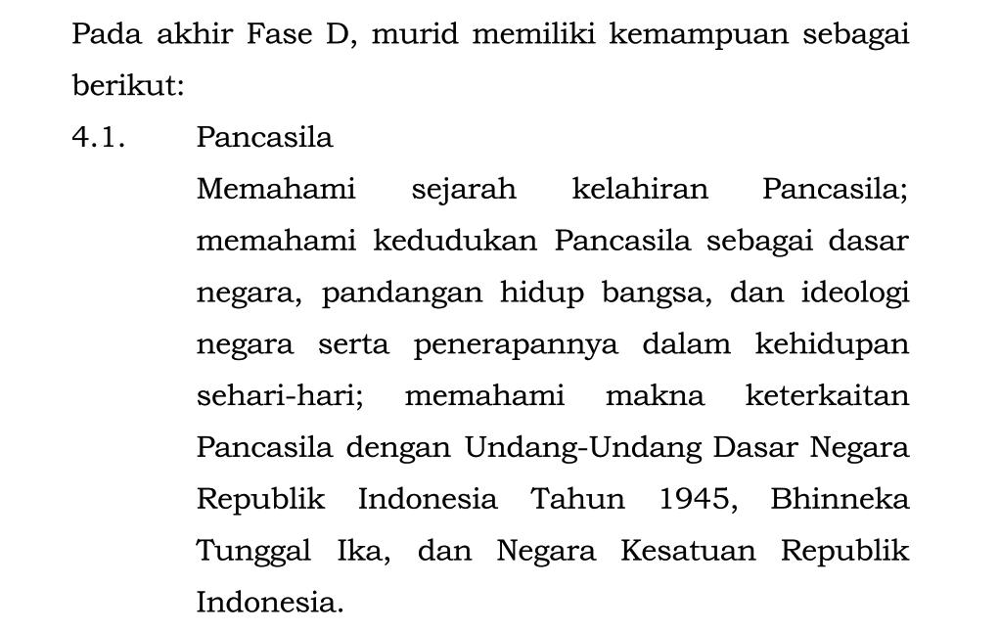 Pada akhir Fase D, murid memiliki kemampuan sebagai
berikut:
4.1. Pancasila
Memahami sejarah kelahiran Pancasila;
memahami kedudukan Pancasila sebagai dasar
negara, pandangan hidup bangsa, dan ideologi
negara serta penerapannya dalam kehidupan
sehari-hari; memahami makna keterkaitan
Pancasila dengan Undang-Undang Dasar Negara
Republik Indonesia Tahun 1945, Bhinneka
Tunggal Ika, dan Negara Kesatuan Republik
Indonesia.